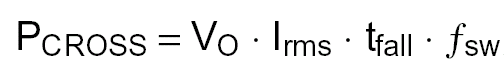 P_CROSS = V_O · I_rms · t_fall · f_sw